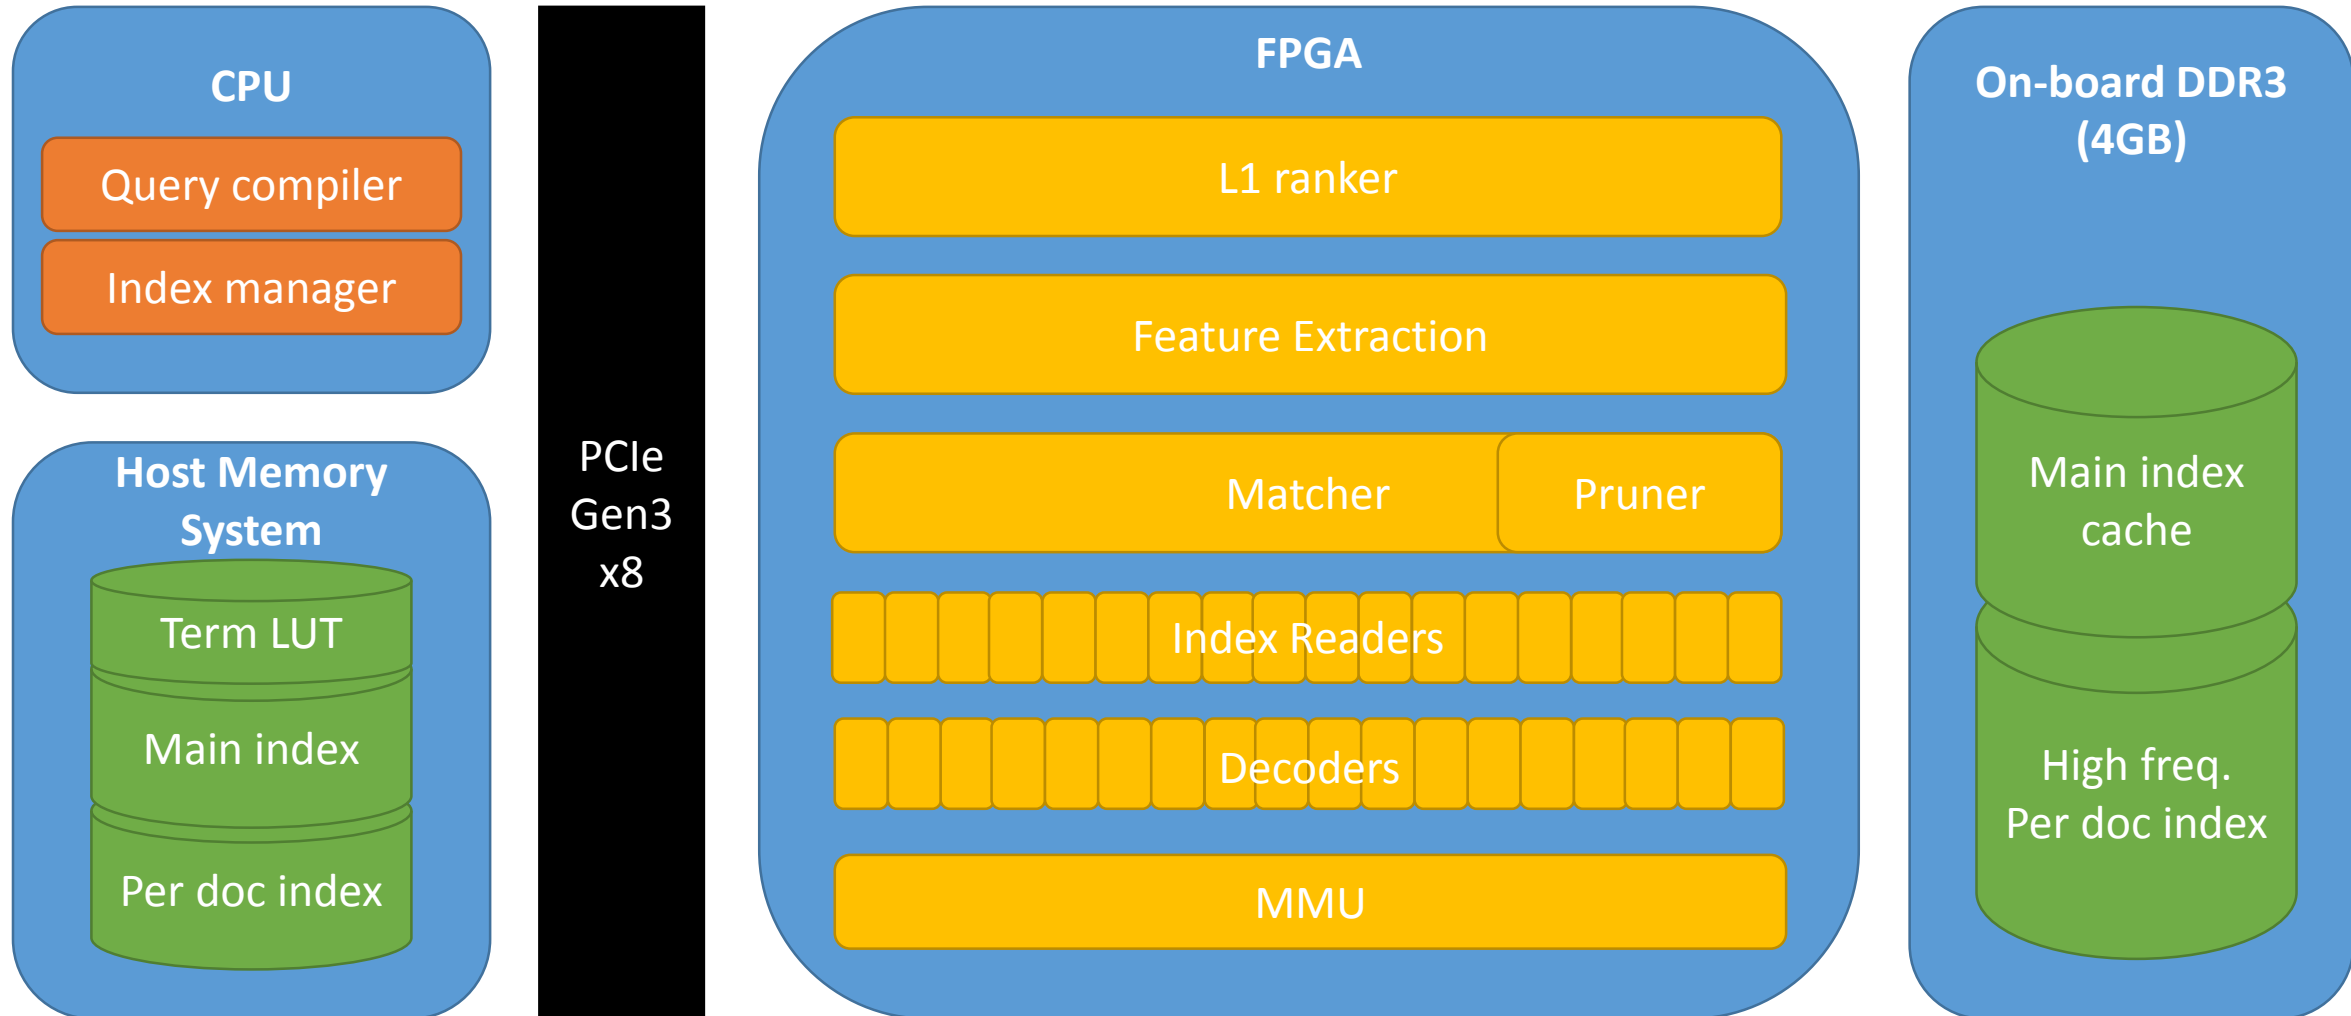 CPU
Query compiler
Index manager
Host Memory
System
Term LUT
Main index
Per doc index
PCIe
Gen3
x8
FPGA
L1 ranker
Feature Extraction
Matcher
Pruner
Index Readers
Decoders
MMU
On-board DDR3
(4GB)
Main index
cache
High freq.
Per doc index